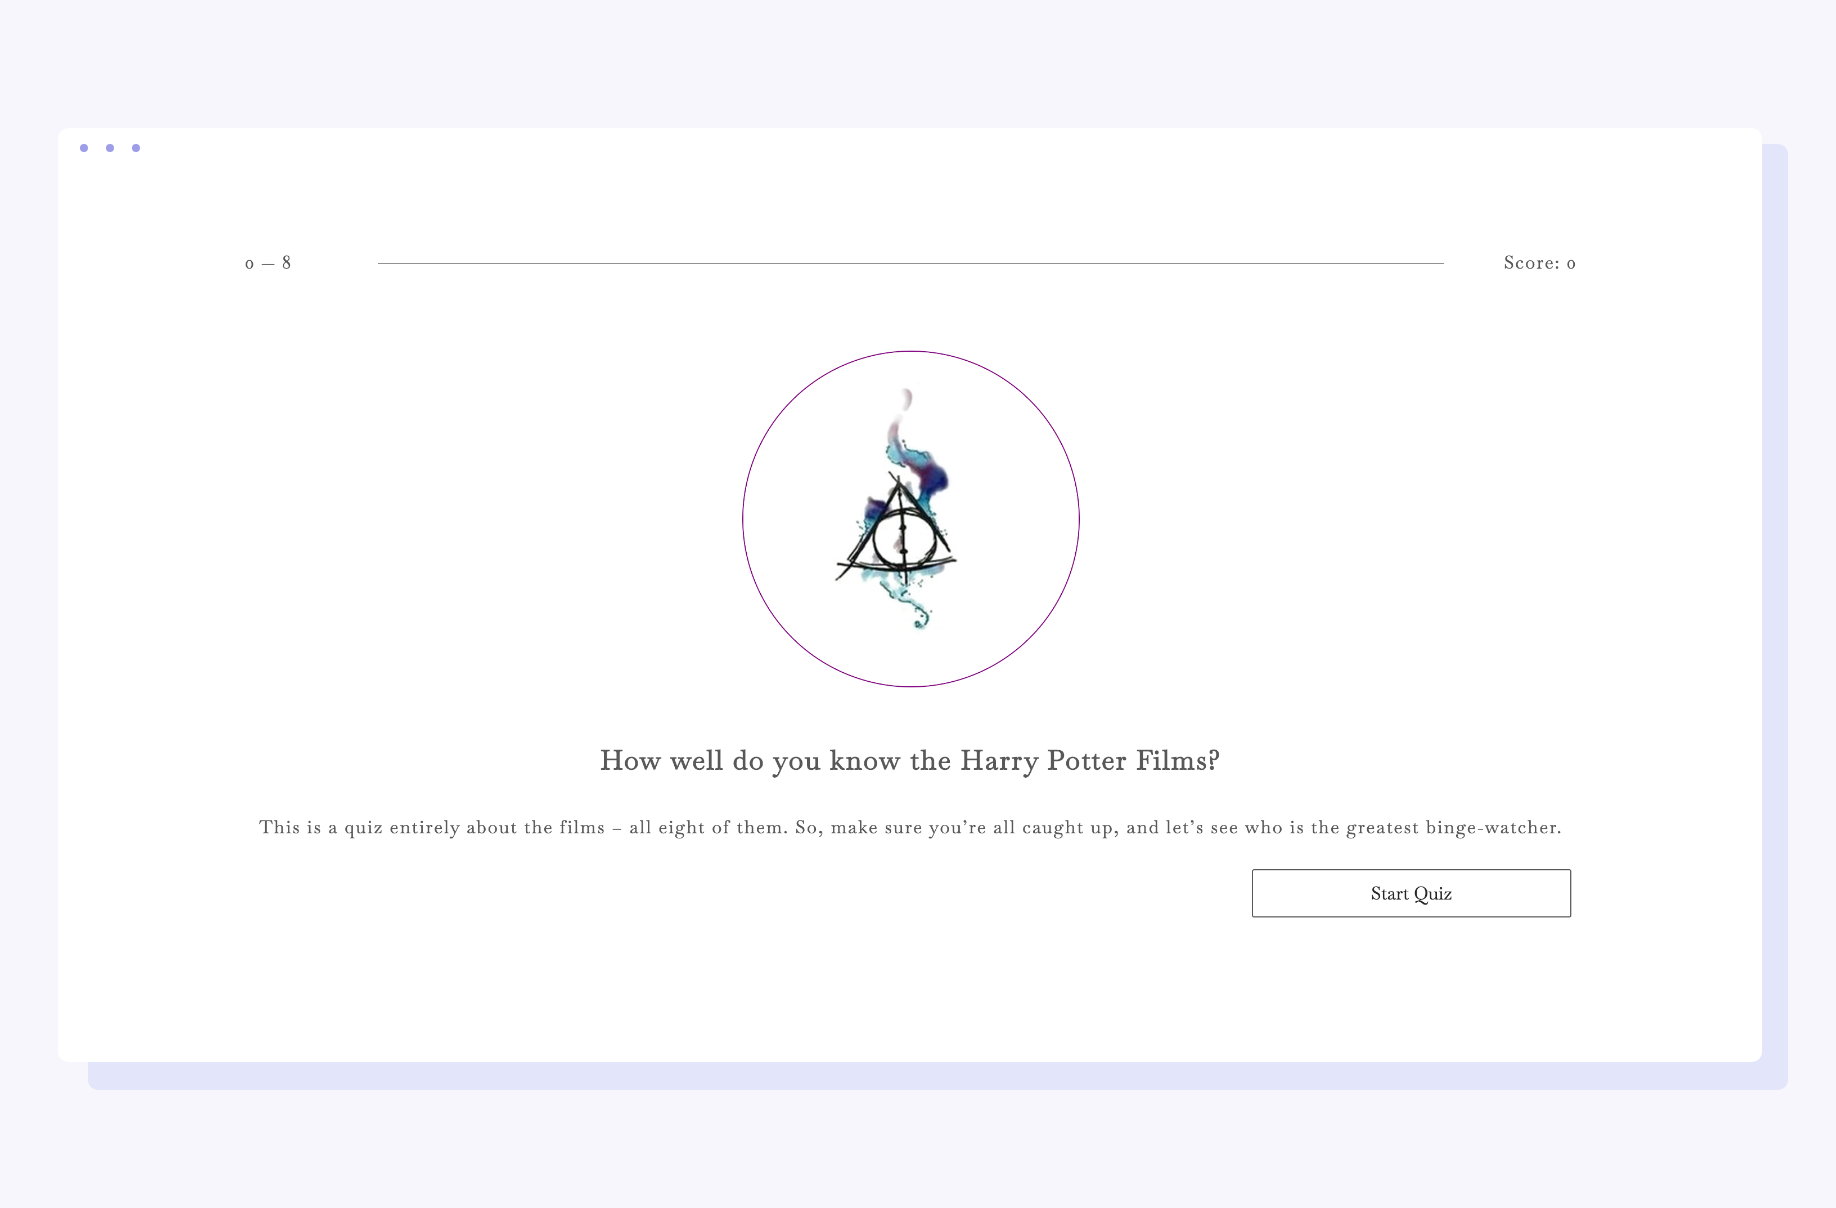 0 — 8
Score: 0
How well do you know the Harry Potter Films?
This is a quiz entirely about the films – all eight of them. So, make sure you’re all caught up, and let’s see who is the greatest binge-watcher.
Start Quiz